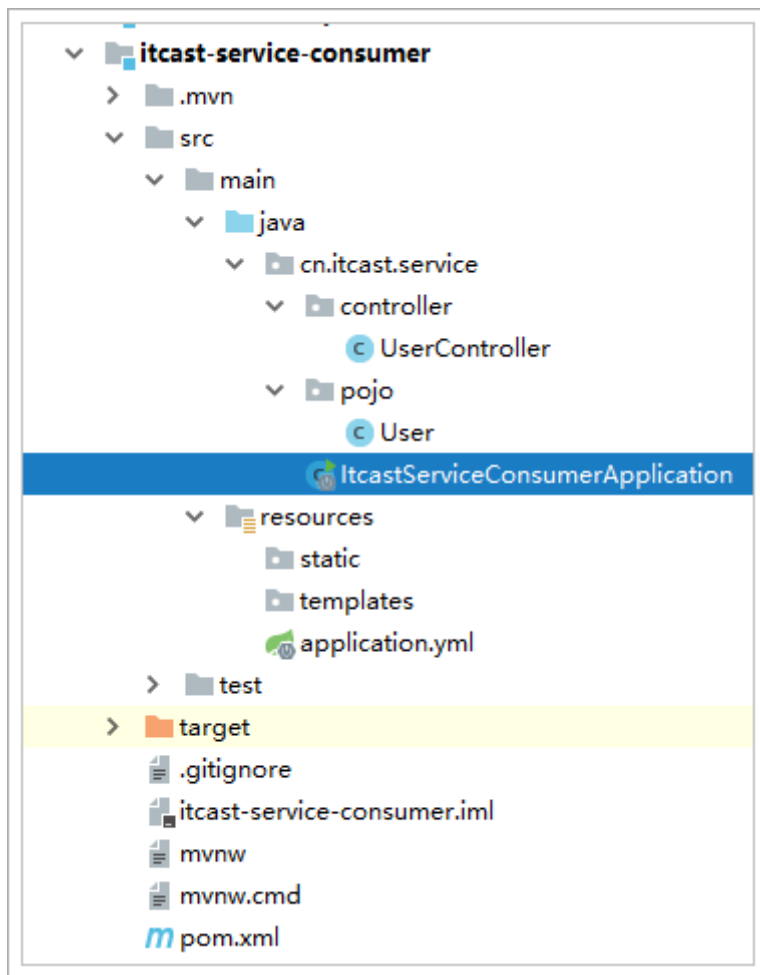 itcast-service-consumer
.mvn
src
main
java
cn.itcast.service
controller
UserController
pojo
User
ItcastServiceConsumerApplication
resources
static
templates
application.yml
test
target
.gitignore
itcast-service-consumer.iml
mvnw
mvnw.cmd
pom.xml